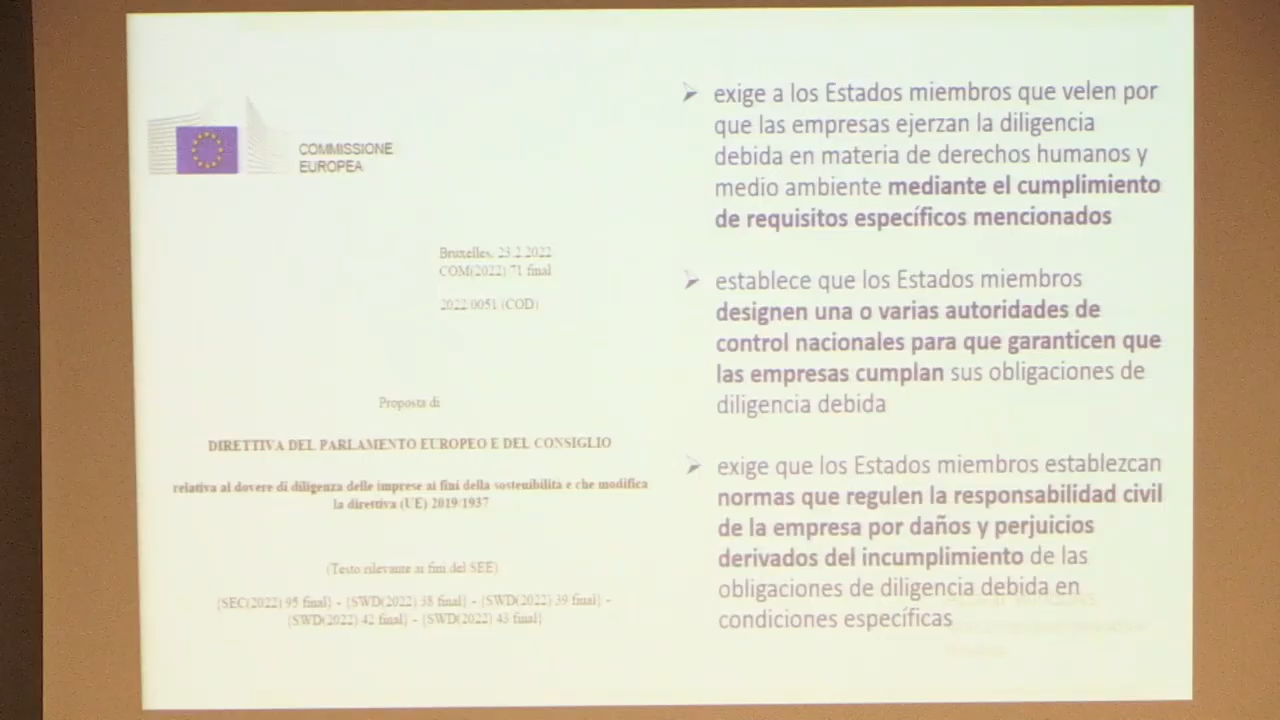 COMMISSIONE
EUROPEA
Bruxelles, 23.2.2022
COM(2022) 71 final
2022/0051 (COD)
Proposta di
DIRETTIVA DEL PARLAMENTO EUROPEO E DEL CONSIGLIO
relativa al dovere di diligenza delle imprese ai fini della sostenibilità e che modifica
la direttiva (UE) 2019/1937
(Testo rilevante ai fini del SEE)
{SEC(2022) 95 final} - {SWD(2022) 38 final} - {SWD(2022) 39 final} -
{SWD(2022) 42 final} - {SWD(2022) 43 final}
exige a los Estados miembros que velen por
que las empresas ejerzan la diligencia
debida en materia de derechos humanos y
medio ambiente mediante el cumplimiento
de requisitos específicos mencionados
establece que los Estados miembros
designen una o varias autoridades de
control nacionales para que garanticen que
las empresas cumplan sus obligaciones de
diligencia debida
exige que los Estados miembros establezcan
normas que regulen la responsabilidad civil
de la empresa por daños y perjuicios
derivados del incumplimiento de las
obligaciones de diligencia debida en
condiciones específicas